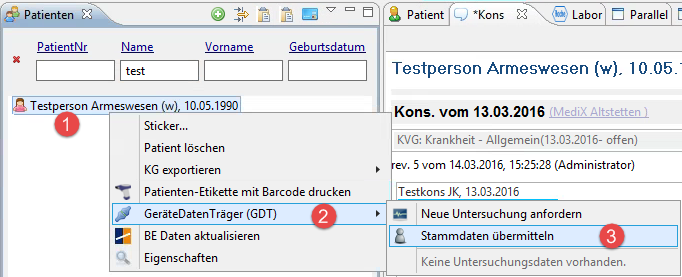 Patienten
PatientNr Name Vorname Geburtsdatum
test
Testperson Armeswesen (w), 10.05.1990
1
Sticker...
Patient löschen
KG exportieren
Patienten-Etikette mit Barcode drucken
GeräteDatenTräger (GDT) 2
BE Daten aktualisieren
Eigenschaften
Patient *Kons Labor Parallel
Testperson Armeswesen (w), 10.05.
Kons. vom 13.03.2016 (MediX Altstetten )
KVG: Krankheit - Allgemein(13.03.2016- offen)
rev. 5 vom 14.03.2016, 15:25:28 (Administrator)
Testkons JK, 13.03.2016
Neue Untersuchung anfordern
Stammdaten übermitteln 3
Keine Untersuchungsdaten vorhanden.